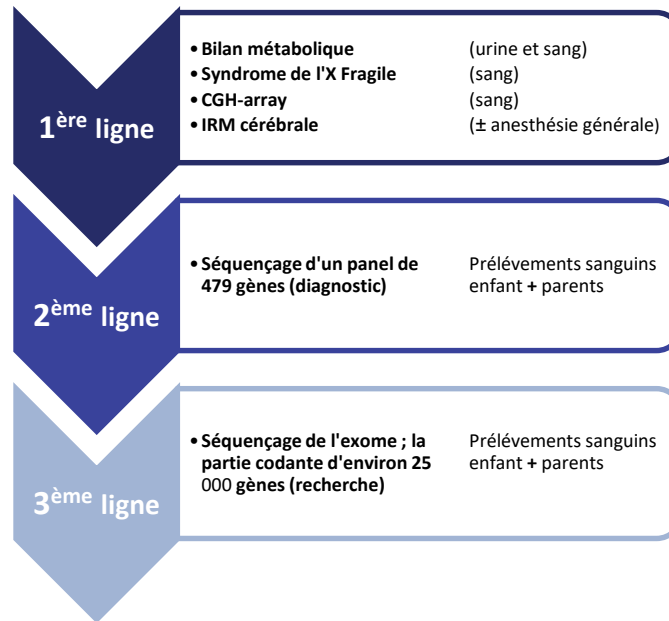 1ère ligne
• Bilan métabolique (urine et sang)
• Syndrome de l'X Fragile (sang)
• CGH-array (sang)
• IRM cérébrale (± anesthésie générale)
2ème ligne
• Séquençage d'un panel de Prélévements sanguins
479 gènes (diagnostic) enfant + parents
3ème ligne
• Séquençage de l'exome ; la Prélévements sanguins
partie codante d'environ 25 enfant + parents
000 gènes (recherche)